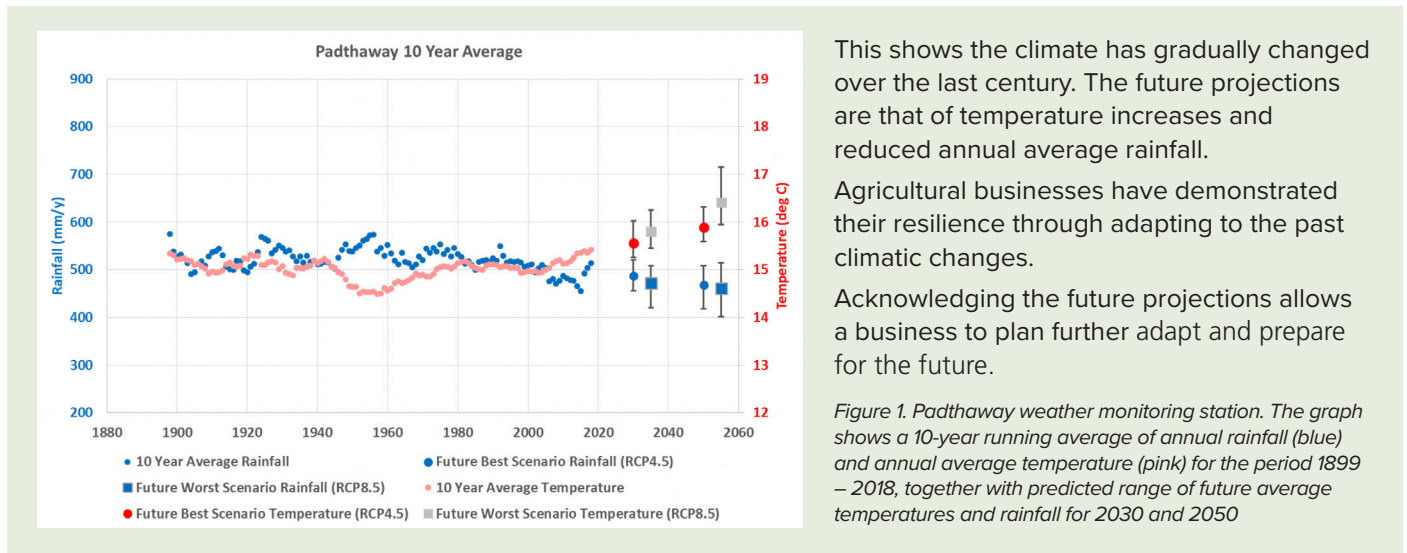 Padthaway 10 Year Average
900
800
700
600
500
400
300
200
Rainfall (mm/y)
19
18
17
16
15
14
13
12
Temperature (deg C)
1880 1900 1920 1940 1960 1980 2000 2020 2040 2060
10 Year Average Rainfall
Future Best Scenario Rainfall (RCP4.5)
Future Worst Scenario Rainfall (RCP8.5)
10 Year Average Temperature
Future Best Scenario Temperature (RCP4.5)
Future Worst Scenario Temperature (RCP8.5)
This shows the climate has gradually changed
over the last century. The future projections
are that of temperature increases and
reduced annual average rainfall.
Agricultural businesses have demonstrated
their resilience through adapting to the past
climatic changes.
Acknowledging the future projections allows
a business to plan further adapt and prepare
for the future.
Figure 1. Padthaway weather monitoring station. The graph
shows a 10-year running average of annual rainfall (blue)
and annual average temperature (pink) for the period 1899
– 2018, together with predicted range of future average
temperatures and rainfall for 2030 and 2050